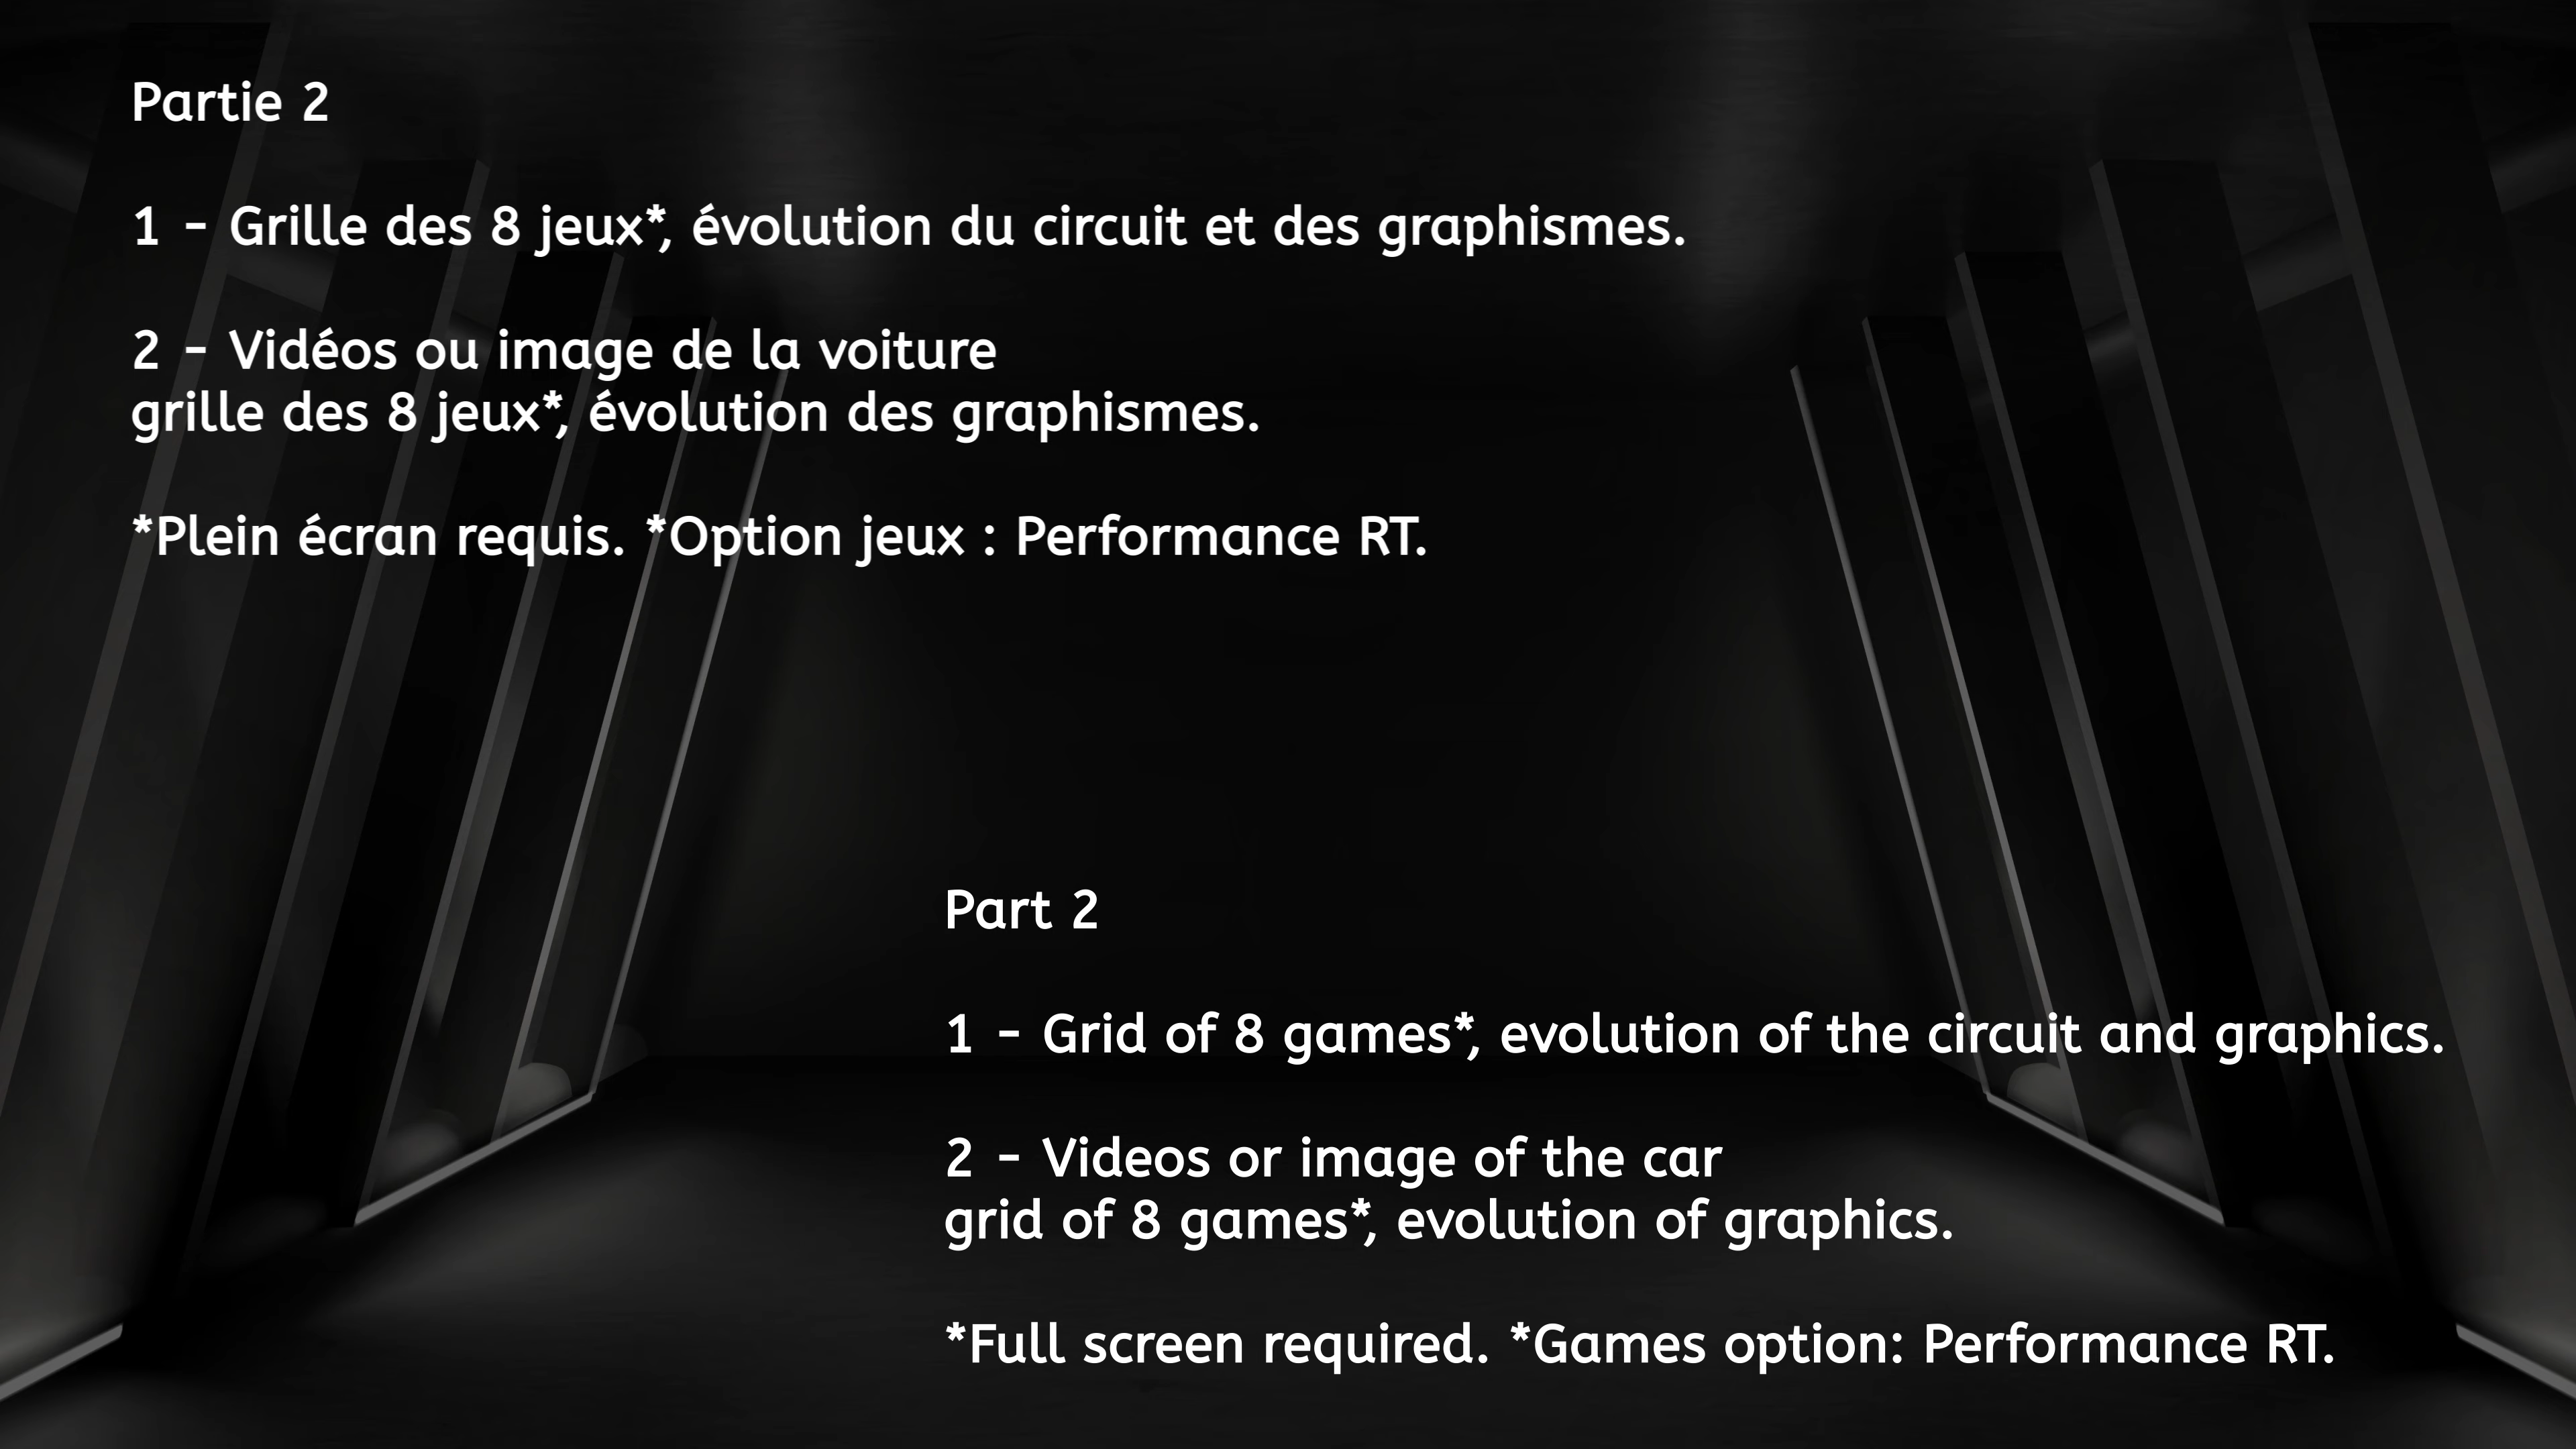 Partie 2
1 - Grille des 8 jeux*, évolution du circuit et des graphismes.
2 - Vidéos ou image de la voiture
grille des 8 jeux*, évolution des graphismes.
*Plein écran requis. *Option jeux : Performance RT.
Part 2
1 - Grid of 8 games*, evolution of the circuit and graphics.
2 - Videos or image of the car
grid of 8 games*, evolution of graphics.
*Full screen required. *Games option: Performance RT.